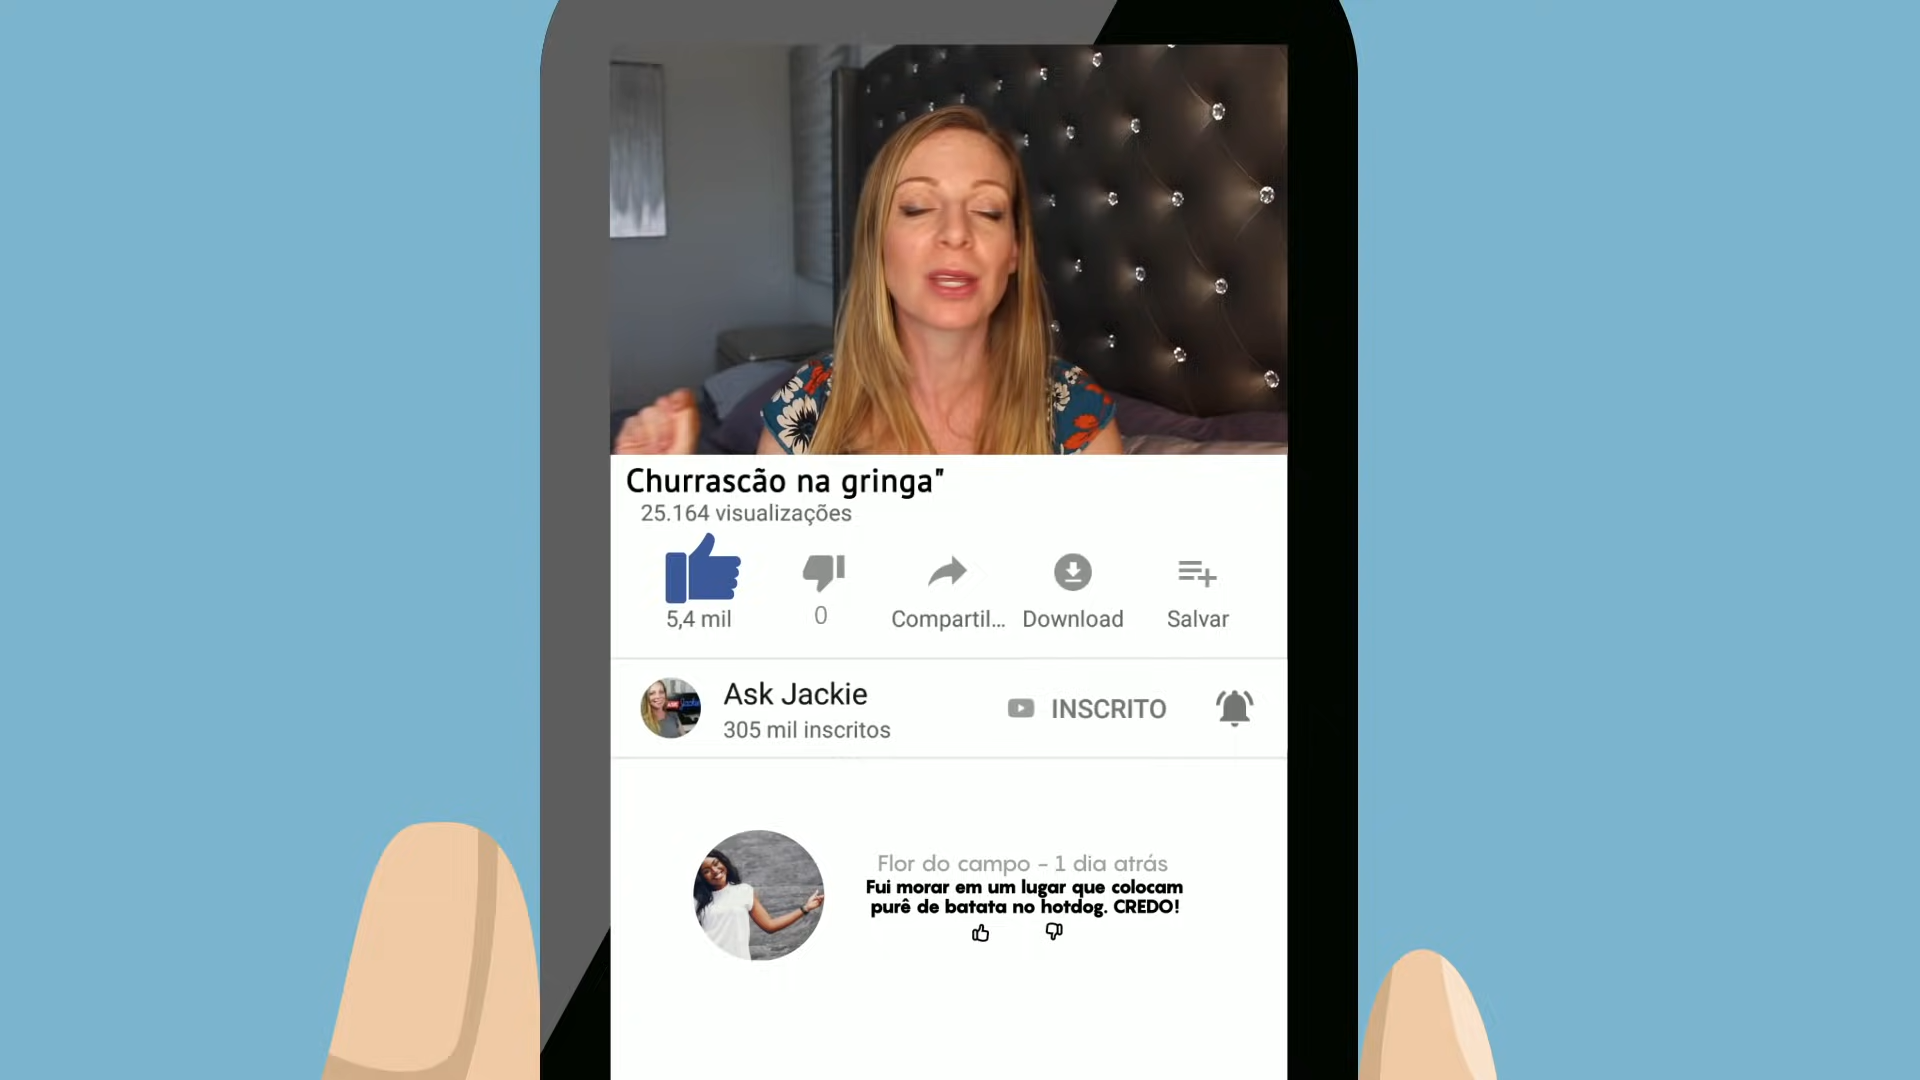 Churrascão na gringa"
25.164 visualizações
5,4 mil
0
Compartil...
Download
Salvar
Ask Jackie
305 mil inscritos
INSCRITO
Flor do campo - 1 dia atrás
Fui morar em um lugar que colocam
purê de batata no hotdog. CREDO!